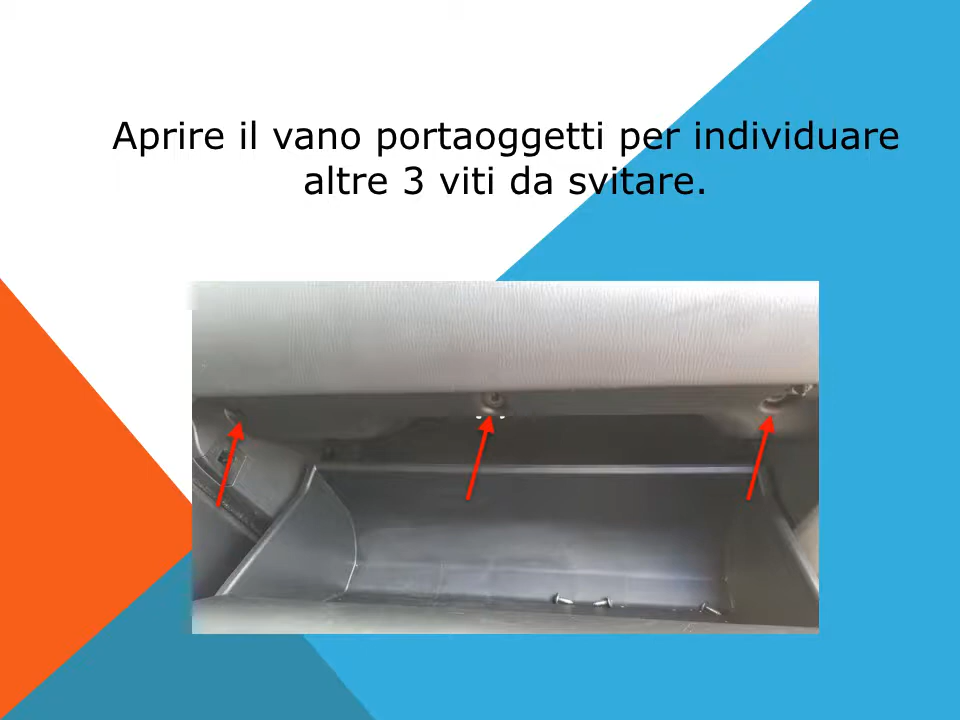 Aprire il vano portaoggetti per individuare
altre 3 viti da svitare.